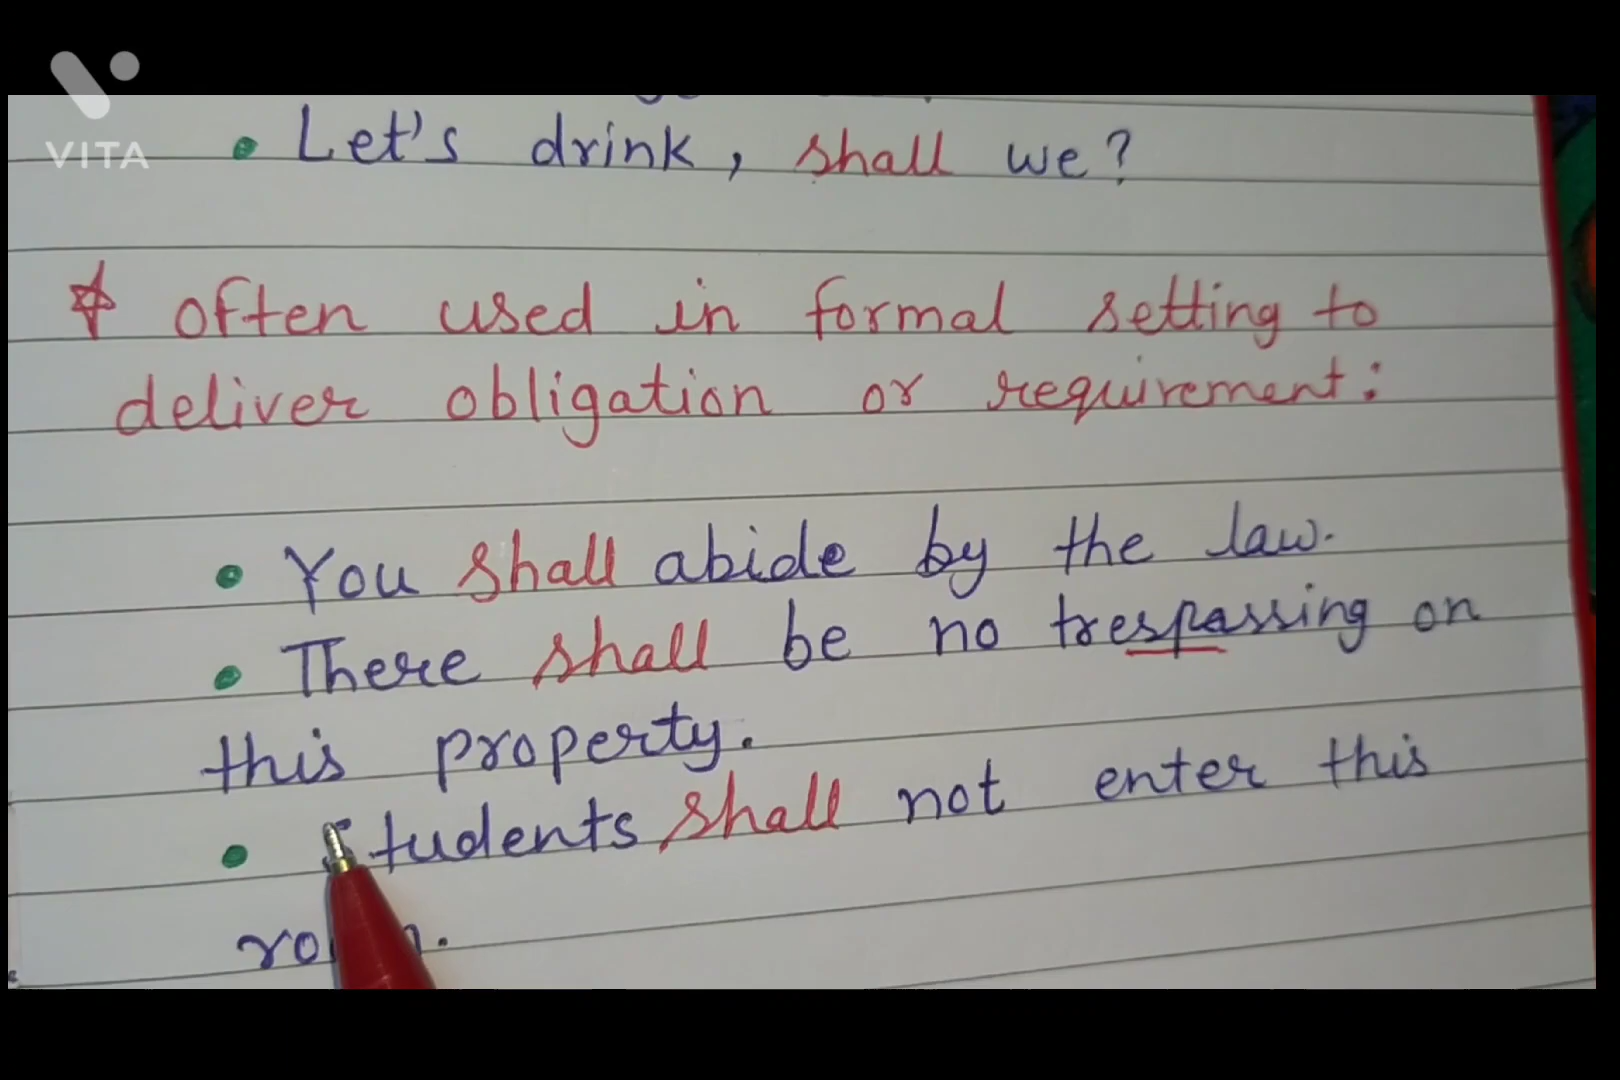 VITA
• Let's drink, shall we?
☆ often used in formal setting to
deliver obligation or requirement:
• You shall abide by the law.
• There shall be no trespassing on
this property.
• Students shall not enter this